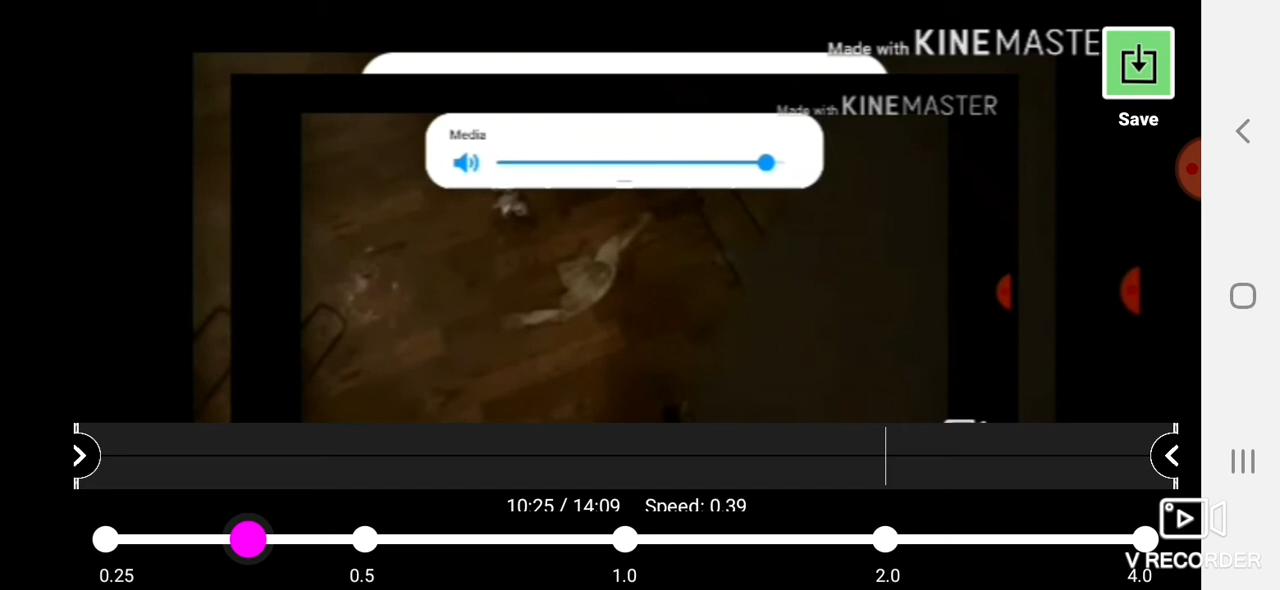 Made with KINEMASTE
Made with KINEMASTER
Save
Media
10:25 / 14:09 Speed: 0.39
0.25 0.5 1.0 2.0 4.0
V RECORDER